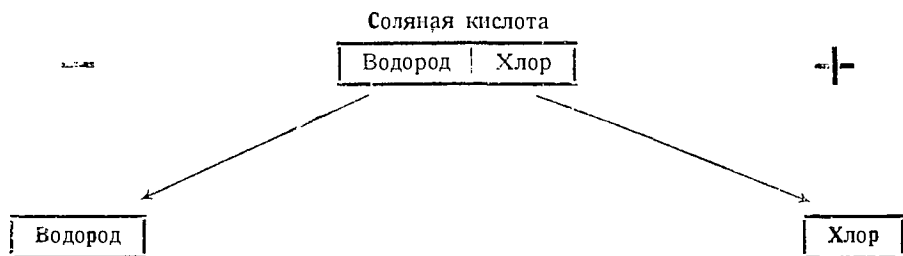 Соляная кислота
– Водород Хлор +
Водород Хлор